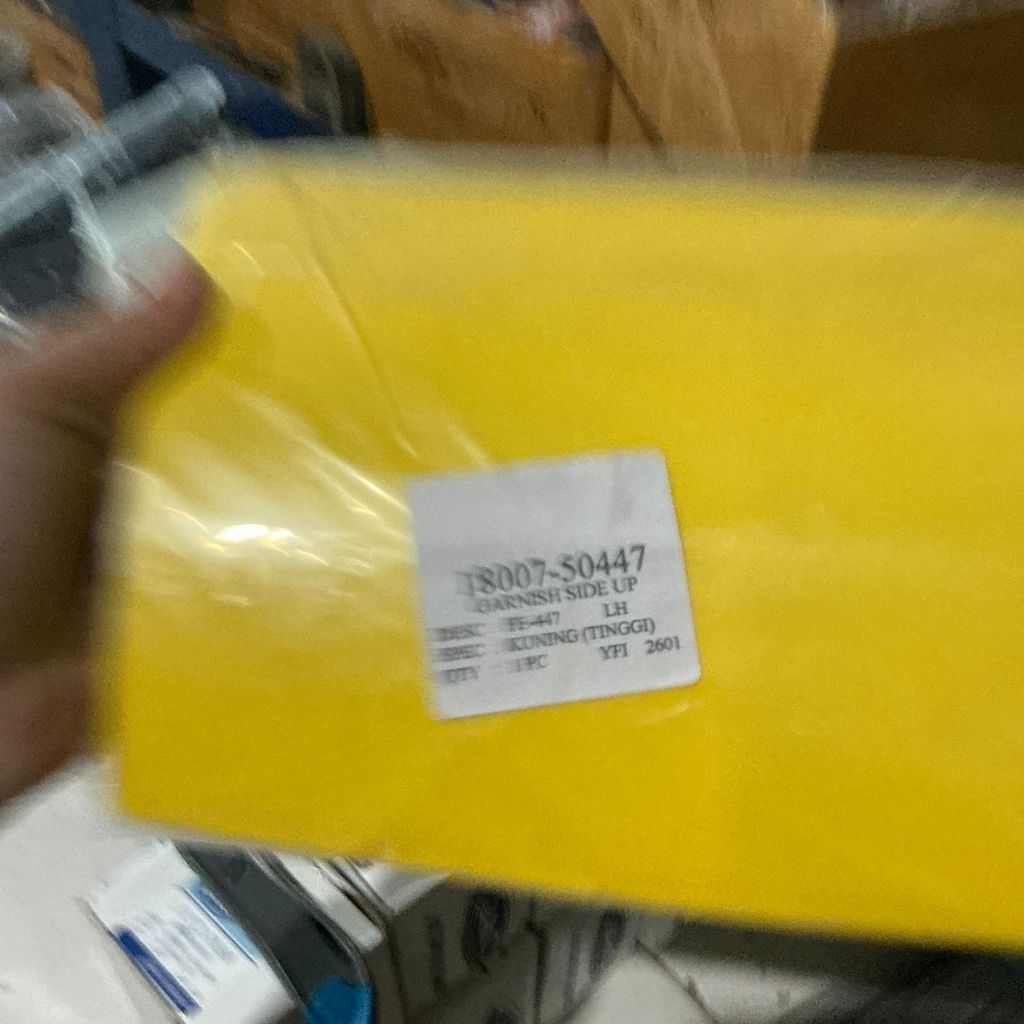 18007-50447
GARNISH SIDE UP
DESC : FE-447 LH
SPEC : KUNING (TINGGI)
QTY : 1 PC YFI 2601